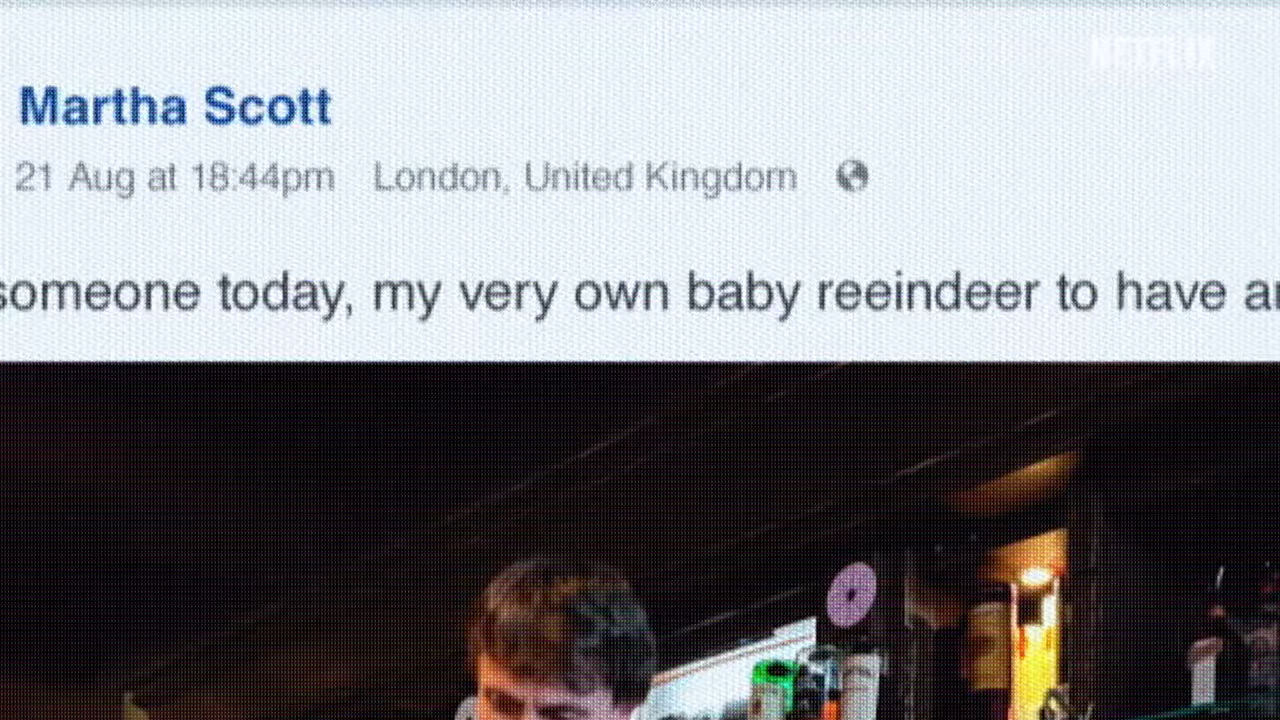 NETFLIX
Martha Scott
21 Aug at 18:44pm London, United Kingdom
someone today, my very own baby reeindeer to have